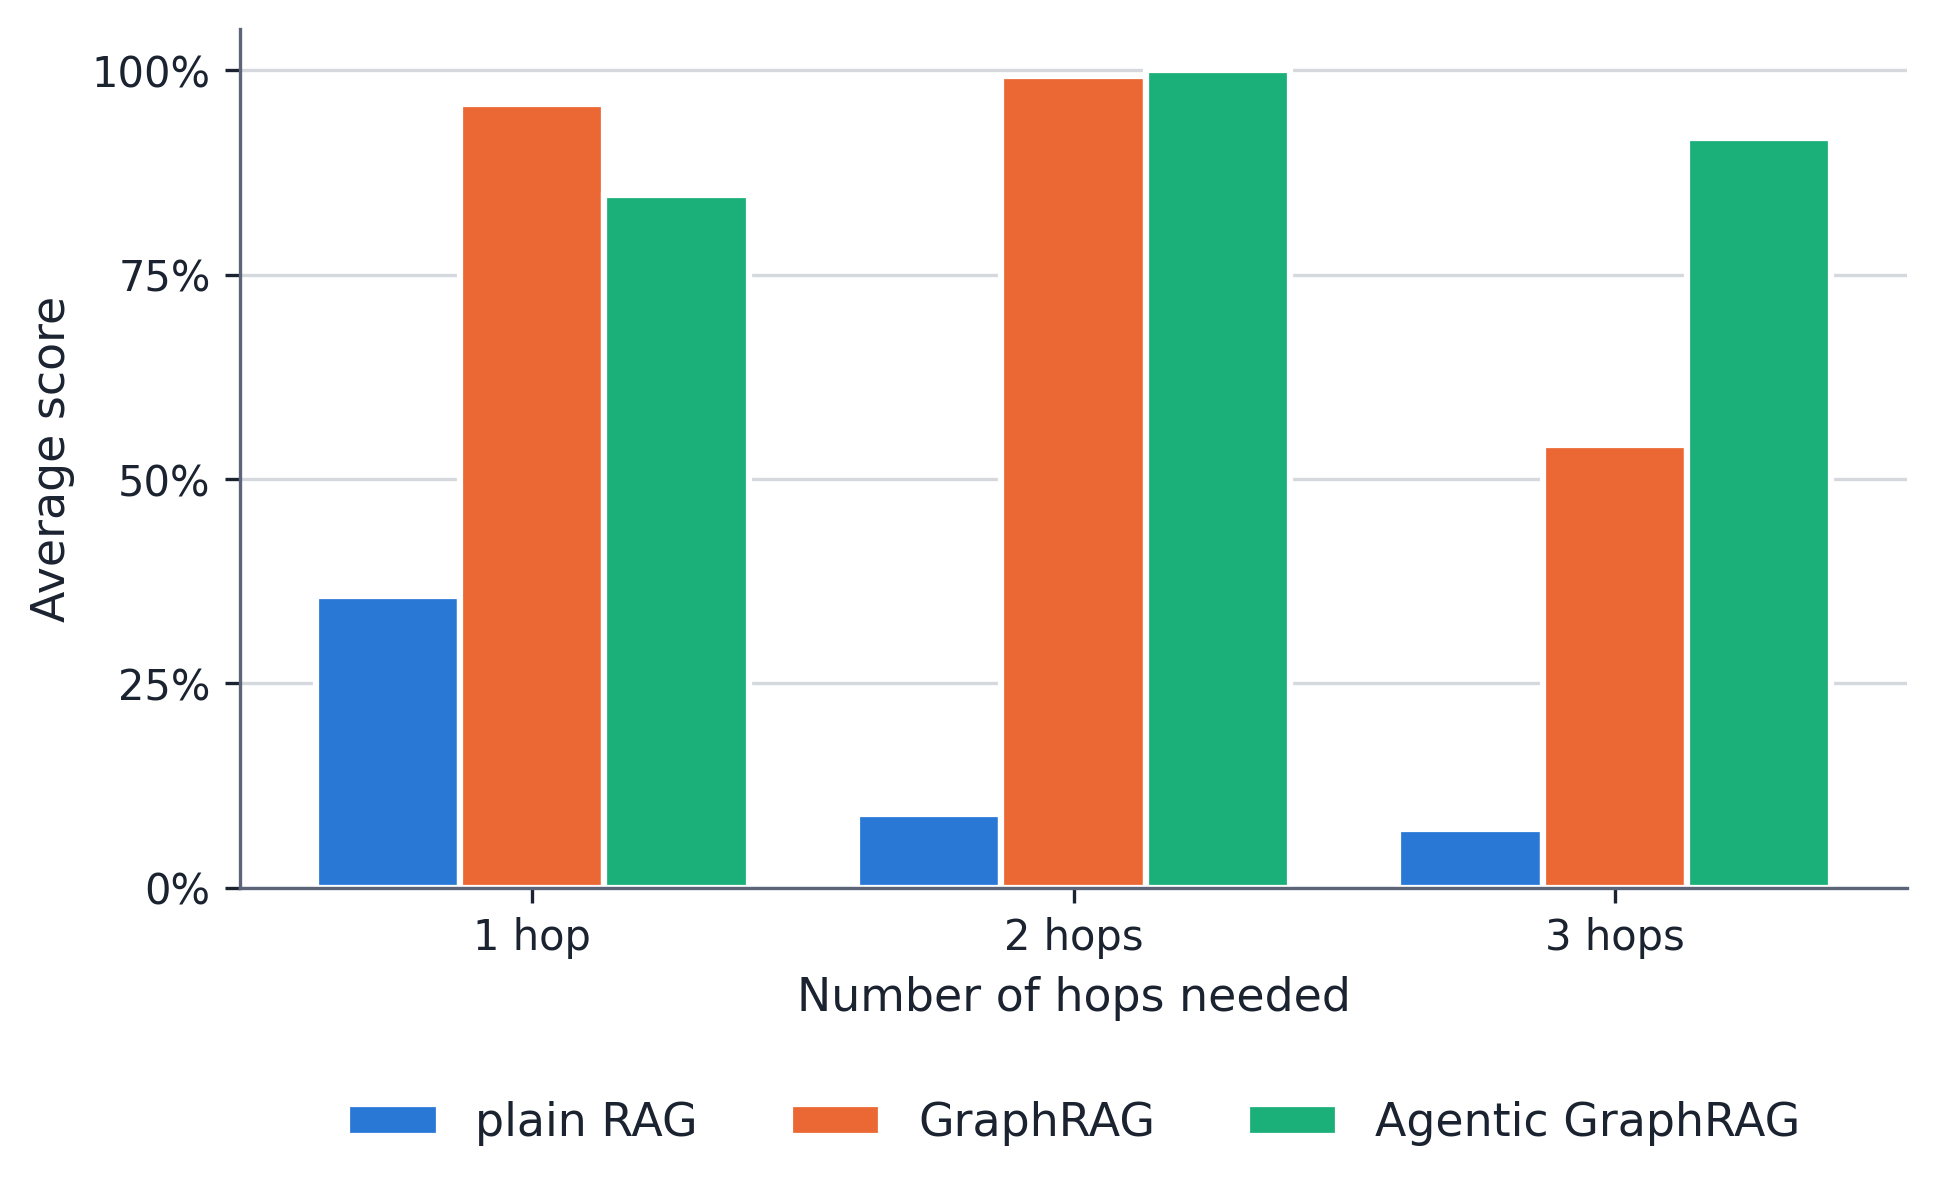 100%
75%
50%
25%
0%
Average score
1 hop
2 hops
3 hops
Number of hops needed
plain RAG
GraphRAG
Agentic GraphRAG